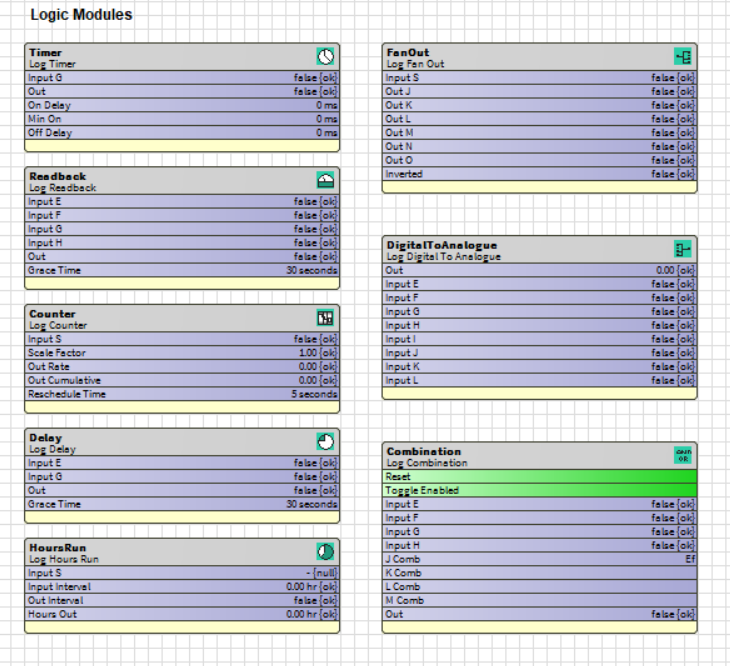 Logic Modules
Timer
Log Timer
Input G false {ok}
Out false {ok}
On Delay 0 ms
Min On 0 ms
Off Delay 0 ms
Readback
Log Readback
Input E false {ok}
Input F false {ok}
Input G false {ok}
Input H false {ok}
Out false {ok}
Grace Time 30 seconds
Counter
Log Counter
Input S false {ok}
Scale Factor 1.00 {ok}
Out Rate 0.00 {ok}
Out Cumulative 0.00 {ok}
Reschedule Time 5 seconds
Delay
Log Delay
Input E false {ok}
Input G false {ok}
Out false {ok}
Grace Time 30 seconds
HoursRun
Log Hours Run
Input S - {null}
Input Interval 0.00 hr {ok}
Out Interval false {ok}
Hours Out 0.00 hr {ok}
FanOut
Log Fan Out
Input S false {ok}
Out J false {ok}
Out K false {ok}
Out L false {ok}
Out M false {ok}
Out N false {ok}
Out O false {ok}
Inverted false {ok}
DigitalToAnalogue
Log Digital To Analogue
Out 0.00 {ok}
Input E false {ok}
Input F false {ok}
Input G false {ok}
Input H false {ok}
Input I false {ok}
Input J false {ok}
Input K false {ok}
Input L false {ok}
Combination
Log Combination
Reset
Toggle Enabled
Input E false {ok}
Input F false {ok}
Input G false {ok}
Input H false {ok}
J Comb Ef
K Comb
L Comb
M Comb
Out false {ok}